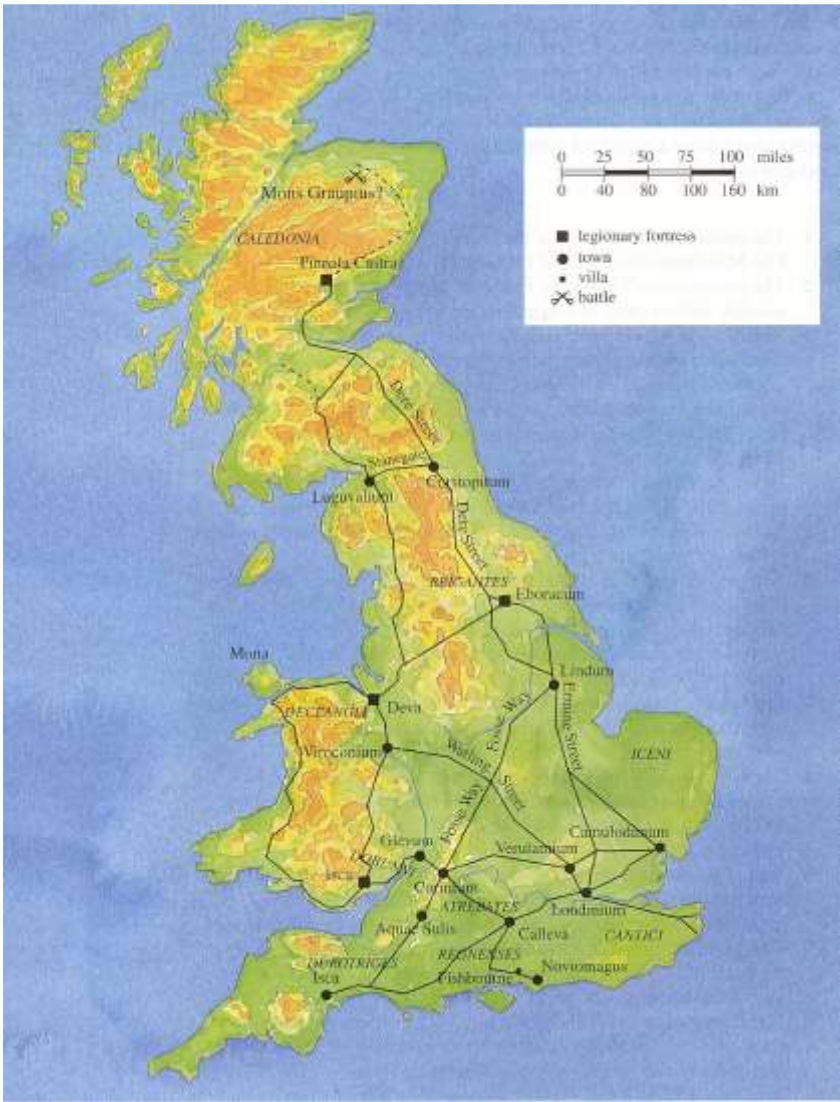 0 25 50 75 100 miles
0 40 80 100 160 km
legionary fortress
town
villa
battle
Mons Graupius?
CALEDONIA
Pinnata Castra
Dere Street
Stanegate
Corstopitum
Luguvalium
Dere Street
BRIGANTES
Eboracum
Mona
Lindum
Deva
DECEANGLI
Fosse Way
Ermine Street
ICENI
Viroconium
Watling Street
Fosse Way
Camulodunum
Glevum
Verulamium
Isca
Corinium
ATREBATES
Londinium
Aquae Sulis
Calleva
CANTICI
REGNENSES
DUROTRIGES
Isca
Fishbourne
Noviomagus